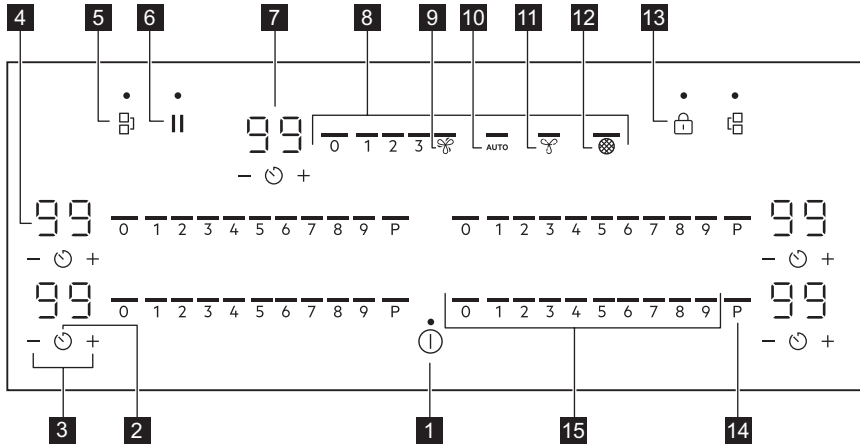 4 5 6 7 8 9 10 11 12 13
99 0 1 2 3 AUTO
- +
99 0 1 2 3 4 5 6 7 8 9 P 0 1 2 3 4 5 6 7 8 9 P 99
- + - +
99 0 1 2 3 4 5 6 7 8 9 P 0 1 2 3 4 5 6 7 8 9 P 99
- + - +
3 2 1 15 14